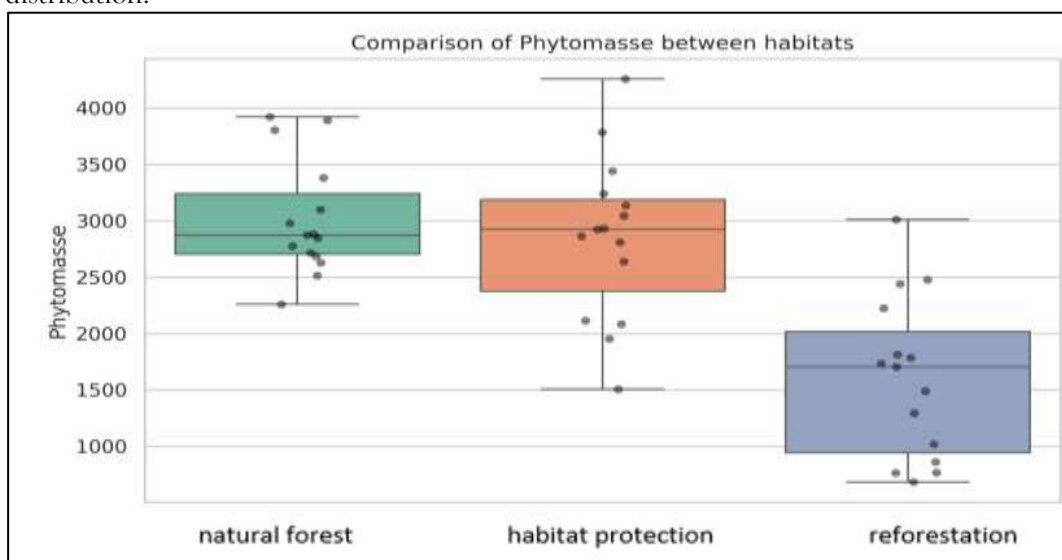 distribution.
Comparison of Phytomasse between habitats
Phytomasse
4000
3500
3000
2500
2000
1500
1000
natural forest habitat protection reforestation